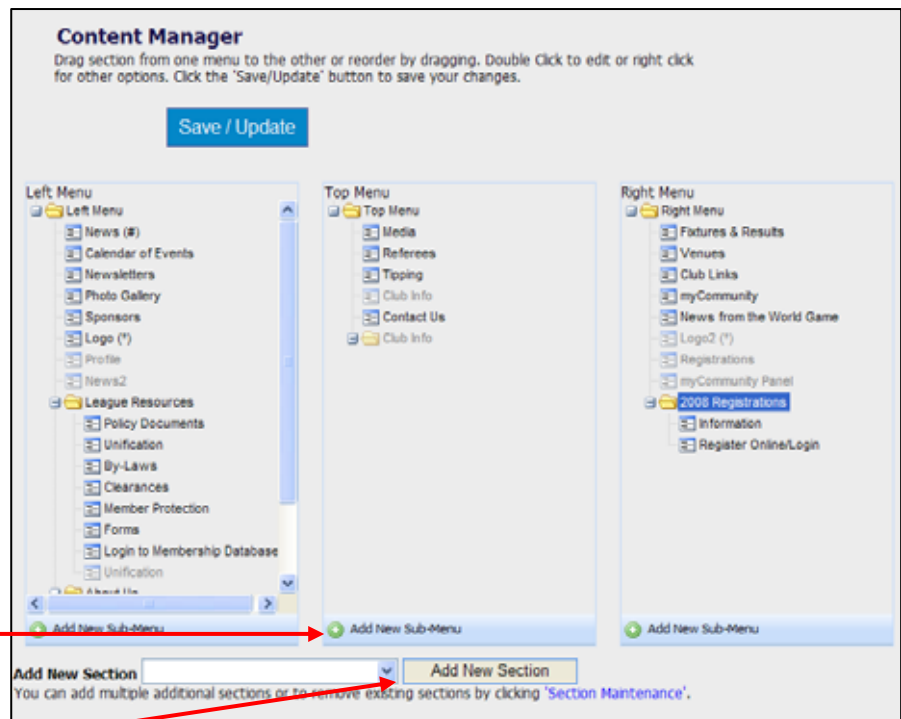 Content Manager
Drag section from one menu to the other or reorder by dragging. Double Click to edit or right click
for other options. Click the 'Save/Update' button to save your changes.
Save / Update
Left Menu
Left Menu
News (#)
Calendar of Events
Newsletters
Photo Gallery
Sponsors
Logo (*)
Profile
News2
League Resources
Policy Documents
Unification
By-Laws
Clearances
Member Protection
Forms
Login to Membership Database
Unification
About Us
Add New Sub-Menu
Top Menu
Top Menu
Media
Referees
Tipping
Club Info
Contact Us
Club Info
Add New Sub-Menu
Right Menu
Right Menu
Fixtures & Results
Venues
Club Links
myCommunity
News from the World Game
Logo2 (*)
Registrations
myCommunity Panel
2008 Registrations
Information
Register Online/Login
Add New Sub-Menu
Add New Section
Add New Section
You can add multiple additional sections or to remove existing sections by clicking 'Section Maintenance'.